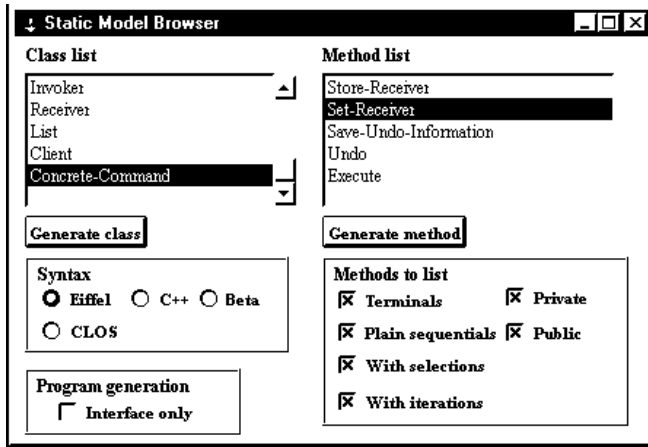 Static Model Browser
Class list
Invoker
Receiver
List
Client
Concrete-Command
Generate class
Method list
Store-Receiver
Set-Receiver
Save-Undo-Information
Undo
Execute
Generate method
Syntax
Eiffel C++ Beta
CLOS
Program generation
Interface only
Methods to list
Terminals Private
Plain sequentials Public
With selections
With iterations